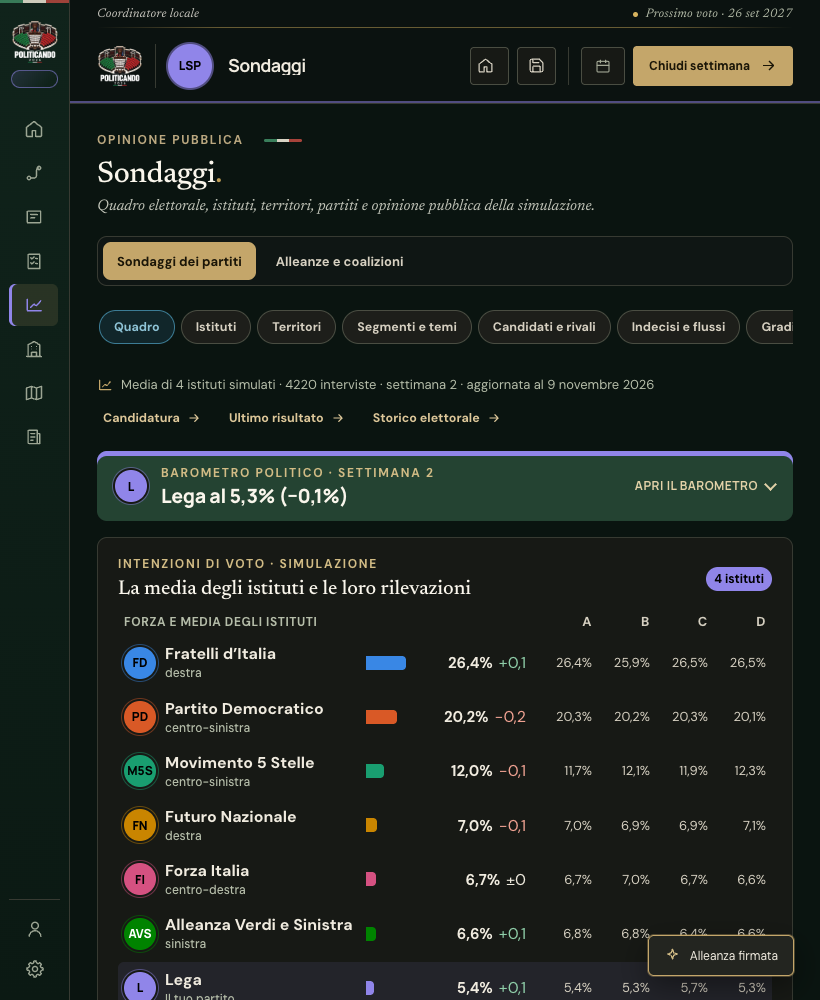 Coordinatore locale
Prossimo voto · 26 set 2027
POLITICANDO
POLITICANDO
LSP
Sondaggi
Chiudi settimana
OPINIONE PUBBLICA
Sondaggi.
Quadro elettorale, istituti, territori, partiti e opinione pubblica della simulazione.
Sondaggi dei partiti
Alleanze e coalizioni
Quadro
Istituti
Territori
Segmenti e temi
Candidati e rivali
Indecisi e flussi
Gradi
Media di 4 istituti simulati · 4220 interviste · settimana 2 · aggiornata al 9 novembre 2026
Candidatura
Ultimo risultato
Storico elettorale
L
BAROMETRO POLITICO · SETTIMANA 2
Lega al 5,3% (−0,1%)
APRI IL BAROMETRO
INTENZIONI DI VOTO · SIMULAZIONE
La media degli istituti e le loro rilevazioni
4 istituti
FORZA E MEDIA DEGLI ISTITUTI A B C D
FD Fratelli d’Italia 26,4% +0,1 26,4% 25,9% 26,5% 26,5%
destra
PD Partito Democratico 20,2% −0,2 20,3% 20,2% 20,3% 20,1%
centro-sinistra
M5S Movimento 5 Stelle 12,0% −0,1 11,7% 12,1% 11,9% 12,3%
centro-sinistra
FN Futuro Nazionale 7,0% −0,1 7,0% 6,9% 6,9% 7,1%
destra
FI Forza Italia 6,7% ±0 6,7% 7,0% 6,7% 6,6%
centro-destra
AVS Alleanza Verdi e Sinistra 6,6% +0,1 6,8% 6,8% 6,4% 6,6%
sinistra
Alleanza firmata
L Lega 5,4% +0,1 5,4% 5,3% 5,7% 5,3%
Il tuo partito